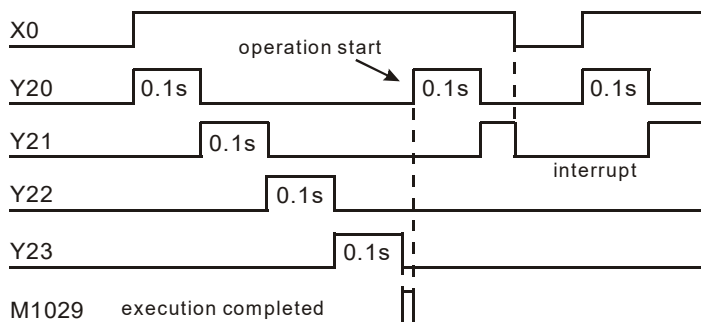 X0
operation start
Y20 0.1s 0.1s 0.1s
Y21 0.1s
interrupt
Y22 0.1s
Y23 0.1s
M1029 execution completed